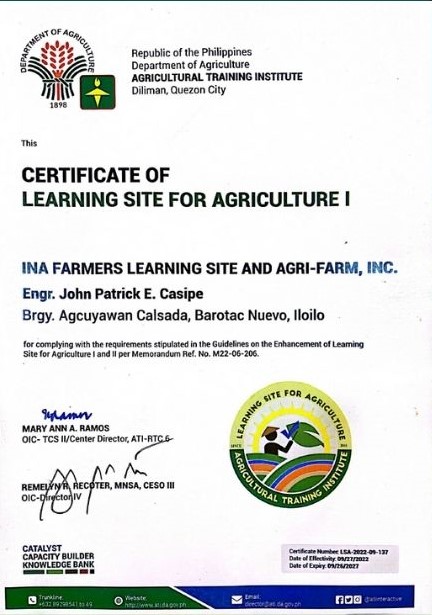 DEPARTMENT OF AGRICULTURE
1898
Republic of the Philippines
Department of Agriculture
AGRICULTURAL TRAINING INSTITUTE
Diliman, Quezon City
This
CERTIFICATE OF
LEARNING SITE FOR AGRICULTURE I
INA FARMERS LEARNING SITE AND AGRI-FARM, INC.
Engr. John Patrick E. Casipe
Brgy. Agcuyawan Calsada, Barotac Nuevo, Iloilo
for complying with the requirements stipulated in the Guidelines on the Enhancement of Learning
Site for Agriculture I and II per Memorandum Ref. No. M22-06-206.
MARY ANN A. RAMOS
OIC- TCS II/Center Director, ATI-RTC 6
REMELYN R. RECOTER, MNSA, CESO III
OIC-Director IV
LEARNING SITE FOR AGRICULTURE
AGRICULTURAL TRAINING INSTITUTE
CATALYST
CAPACITY BUILDER
KNOWLEDGE BANK
Certificate Number: LSA-2022-09-137
Date of Effectivity: 09/27/2022
Date of Expiry: 09/26/2027
Trunkline:
Website:
http://www.ati.da.gov.ph
Email:
director@ati.da.gov.ph
@atiinteractive